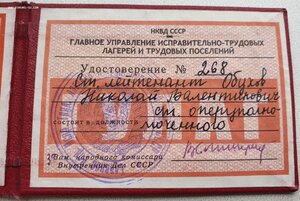 НКВД СССР
ГЛАВНОЕ УПРАВЛЕНИЕ ИСПРАВИТЕЛЬНО-ТРУДОВЫХ
ЛАГЕРЕЙ И ТРУДОВЫХ ПОСЕЛЕНИЙ
Удостоверение № 268
Ст. лейтенант Обухов
Николай Валентинович
состоит в должности ст. оперуполно-
моченного
Зам. народного комиссара
Внутренних Дел СССР